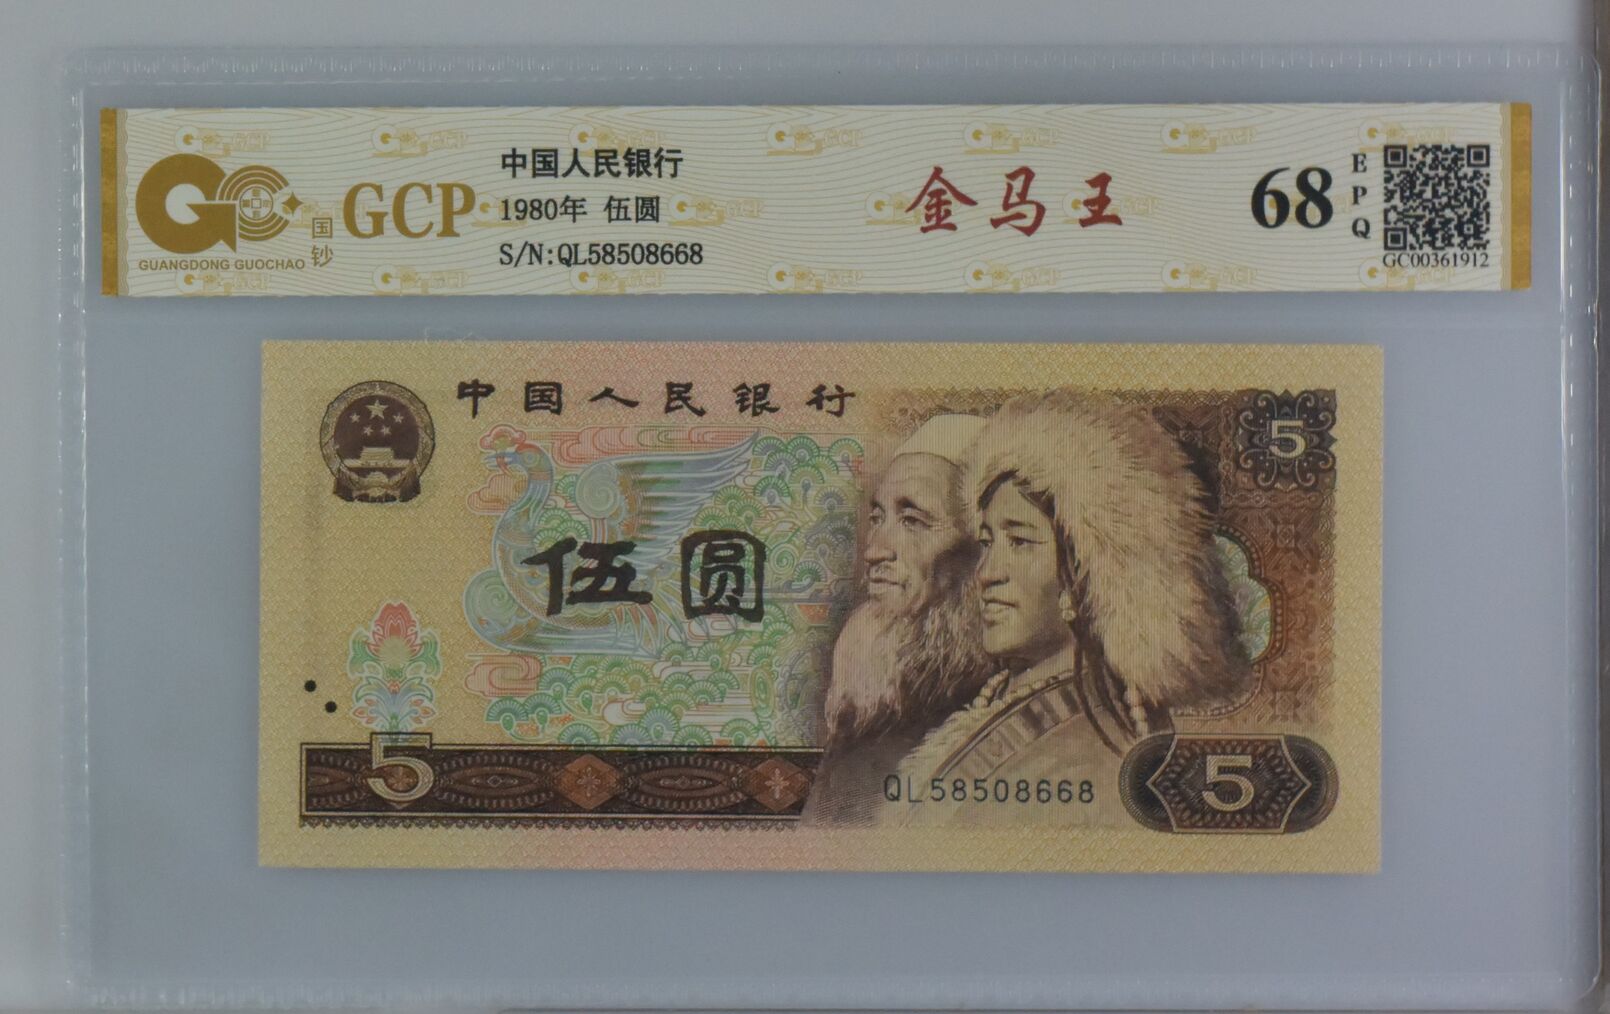 中国人民银行
1980年 伍圆
S/N:QL58508668
GCP
国钞
GUANGDONG GUOCHAO
金马王
68
EPQ
GC00361912
中国人民银行
5
伍圆
5
QL58508668
5